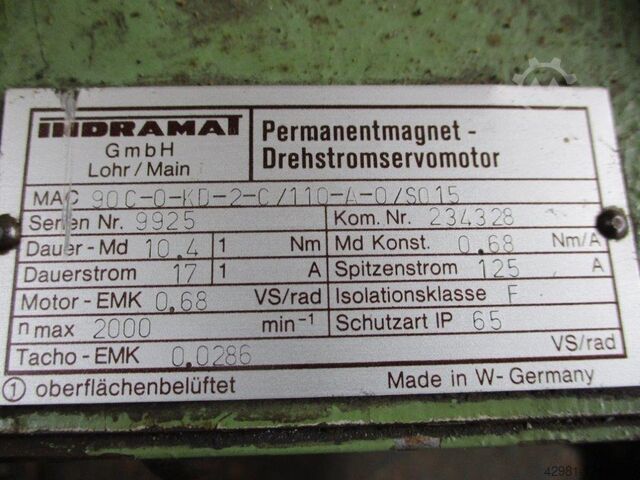 INDRAMAT
GmbH
Lohr/Main
Permanentmagnet-
Drehstromservomotor
MAC 90C-0-KD-2-C/110-A-0/S015
Serien Nr. 9925 Kom. Nr. 234328
Dauer-Md 10.4 1 Nm Md Konst. 0.68 Nm/A
Dauerstrom 17 1 A Spitzenstrom 125 A
Motor-EMK 0.68 VS/rad Isolationsklasse F
n max 2000 min⁻¹ Schutzart IP 65
Tacho-EMK 0.0286 VS/rad
① oberflächenbelüftet Made in W-Germany